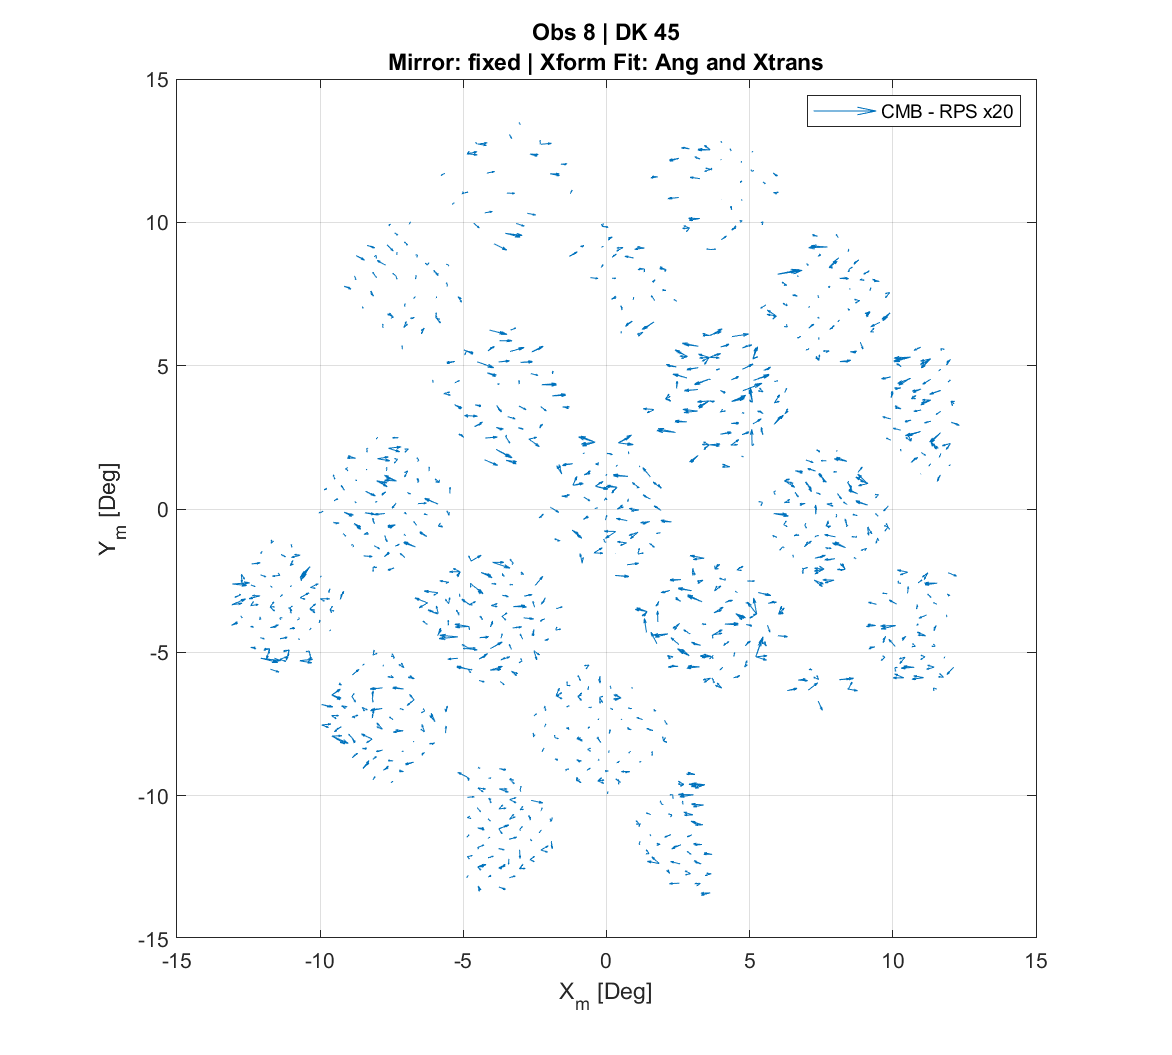 Obs 8 | DK 45
Mirror: fixed | Xform Fit: Ang and Xtrans
CMB - RPS x20
15
10
5
0
-5
-10
-15
Y_m [Deg]
-15 -10 -5 0 5 10 15
X_m [Deg]